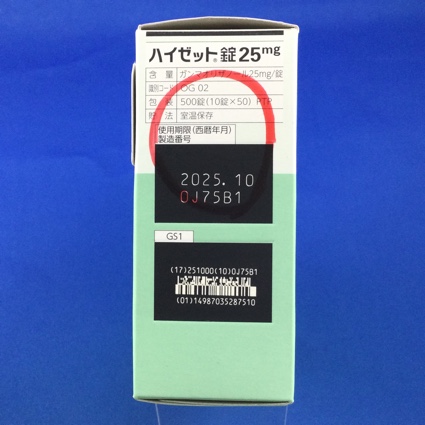 ハイゼット®錠25mg
含量 ガンマオリザノール25mg/錠
識別コード OG 02
包装 500錠(10錠×50) PTP
貯法 室温保存
使用期限(西暦年月)
製造番号
2025.10
0J75B1
GS1
(17)251000(10)0J75B1
(01)14987035287510